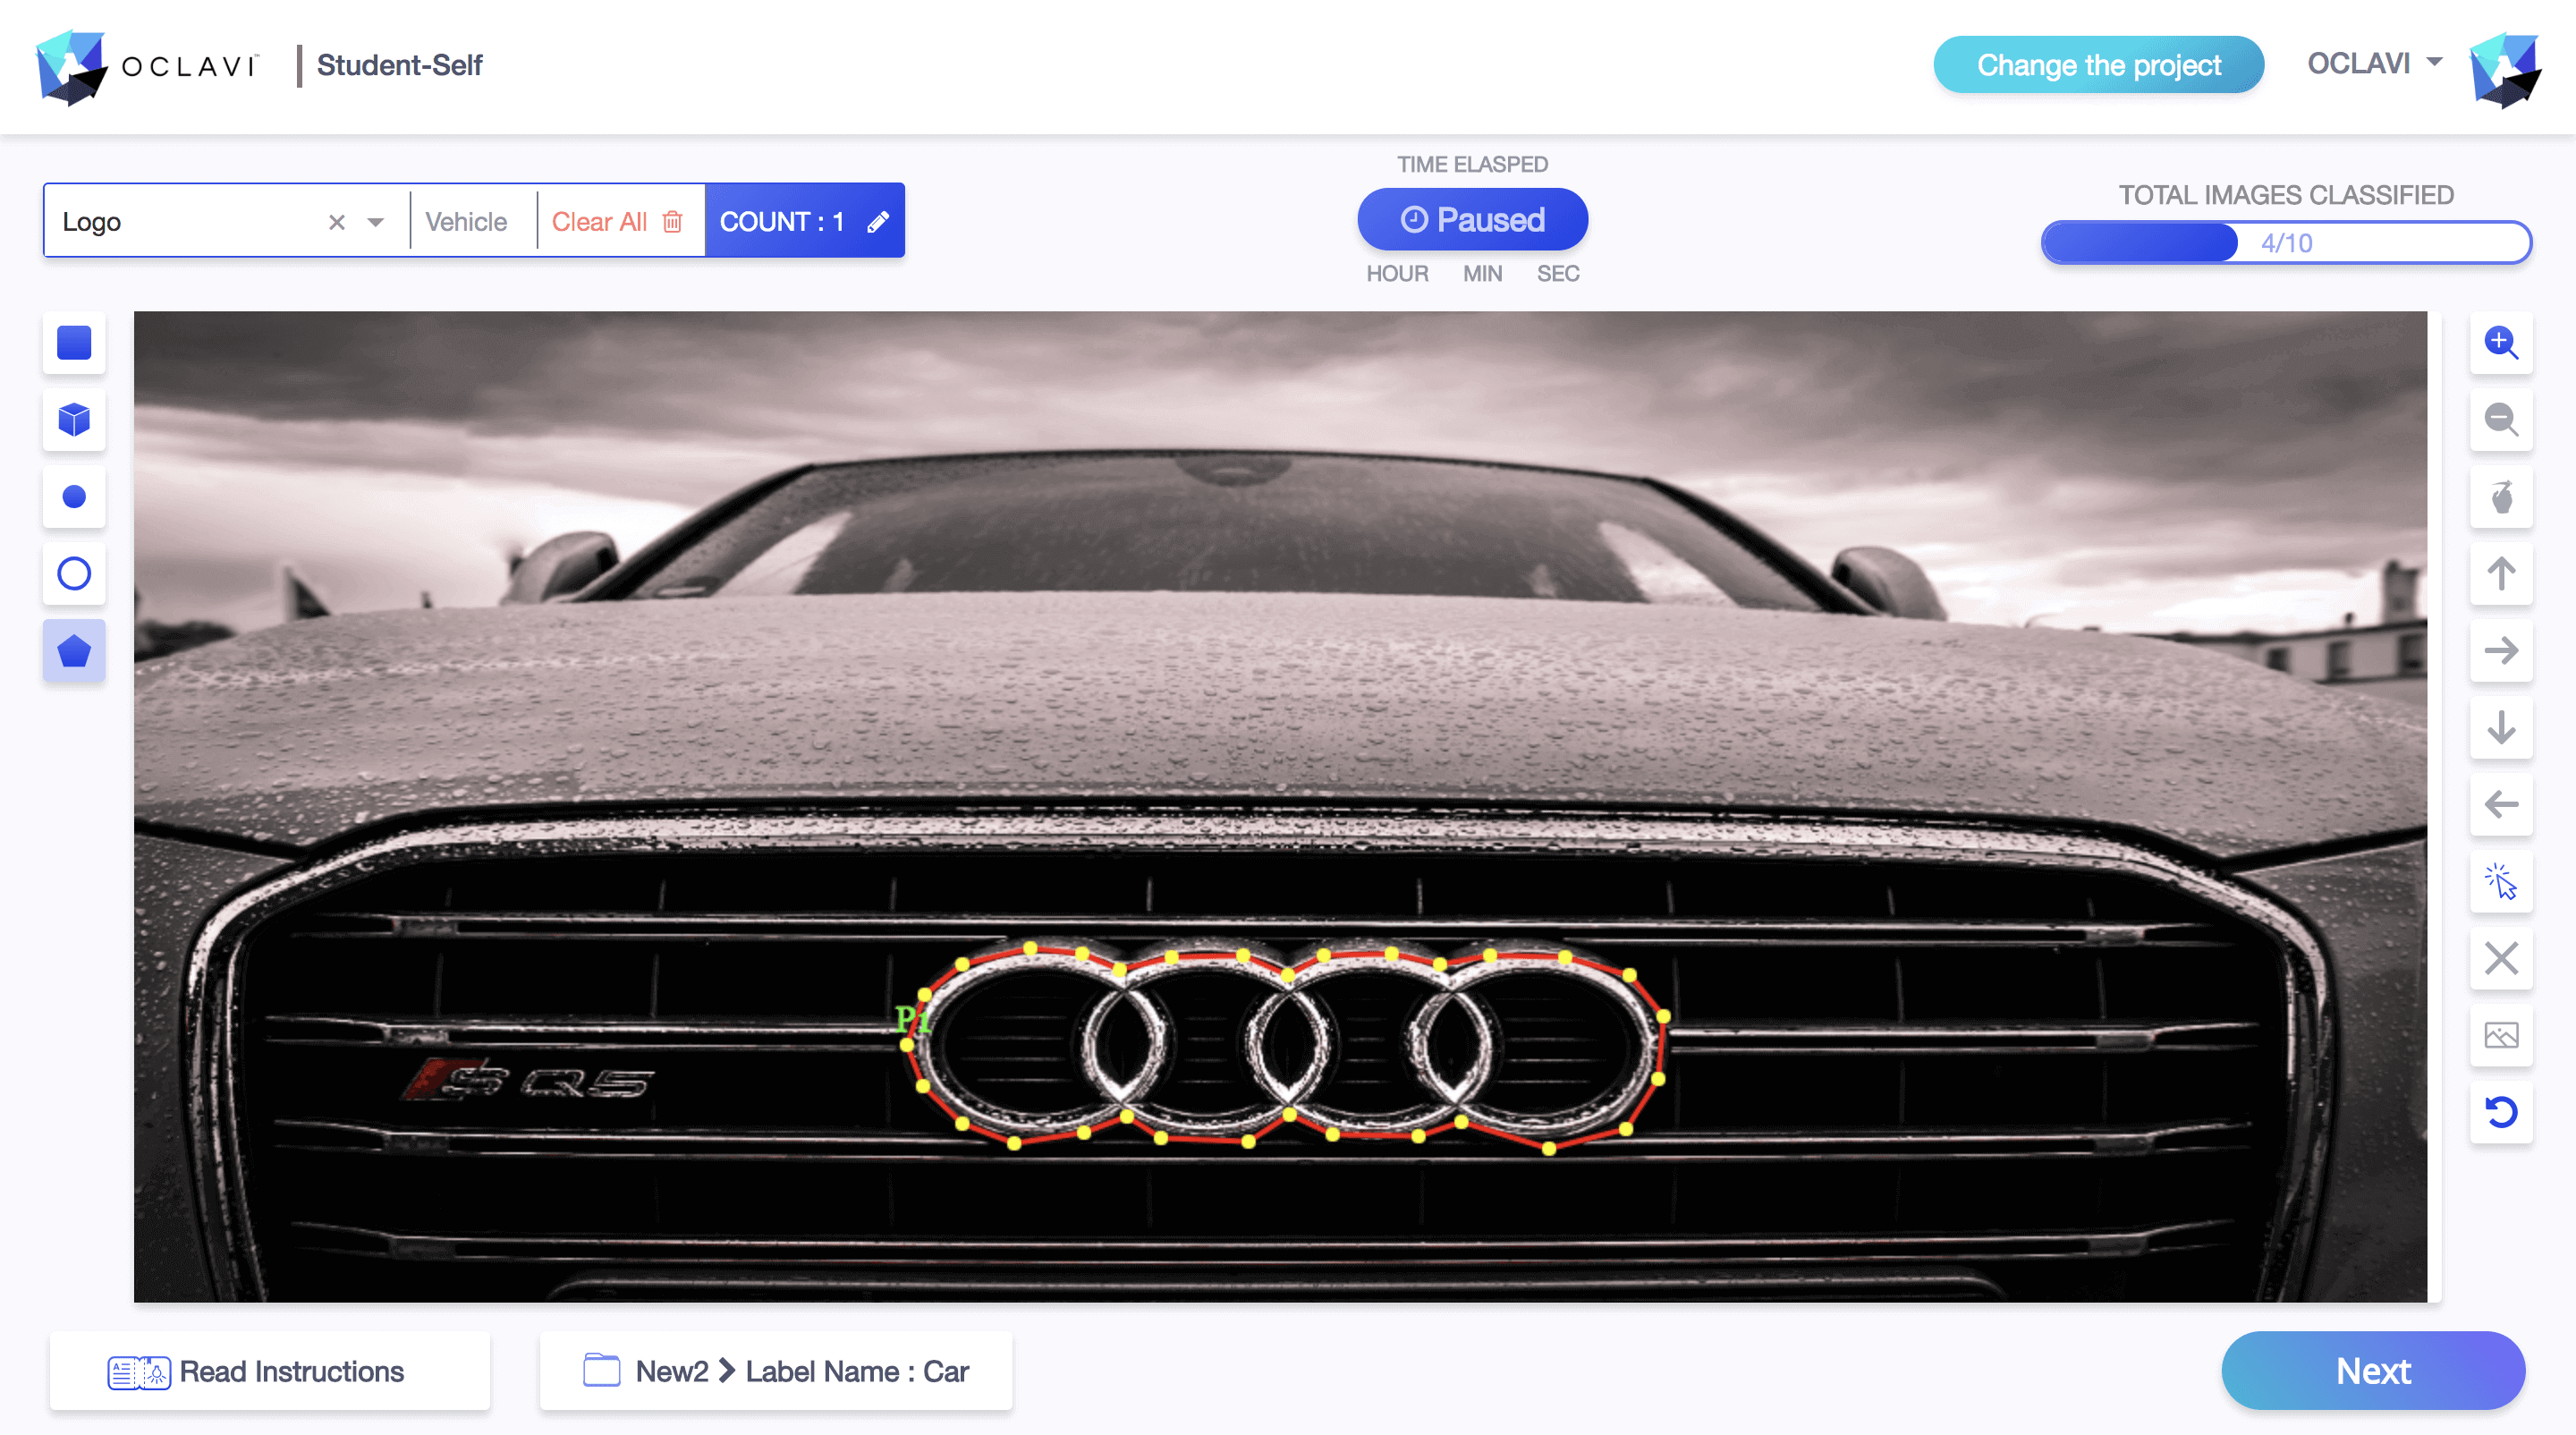 OCLAVI™ Student-Self
Change the project
OCLAVI
TIME ELASPED
Paused
HOUR MIN SEC
TOTAL IMAGES CLASSIFIED
4/10
Logo
Vehicle
Clear All
COUNT : 1
P1
SQ5
Read Instructions
New2 > Label Name : Car
Next